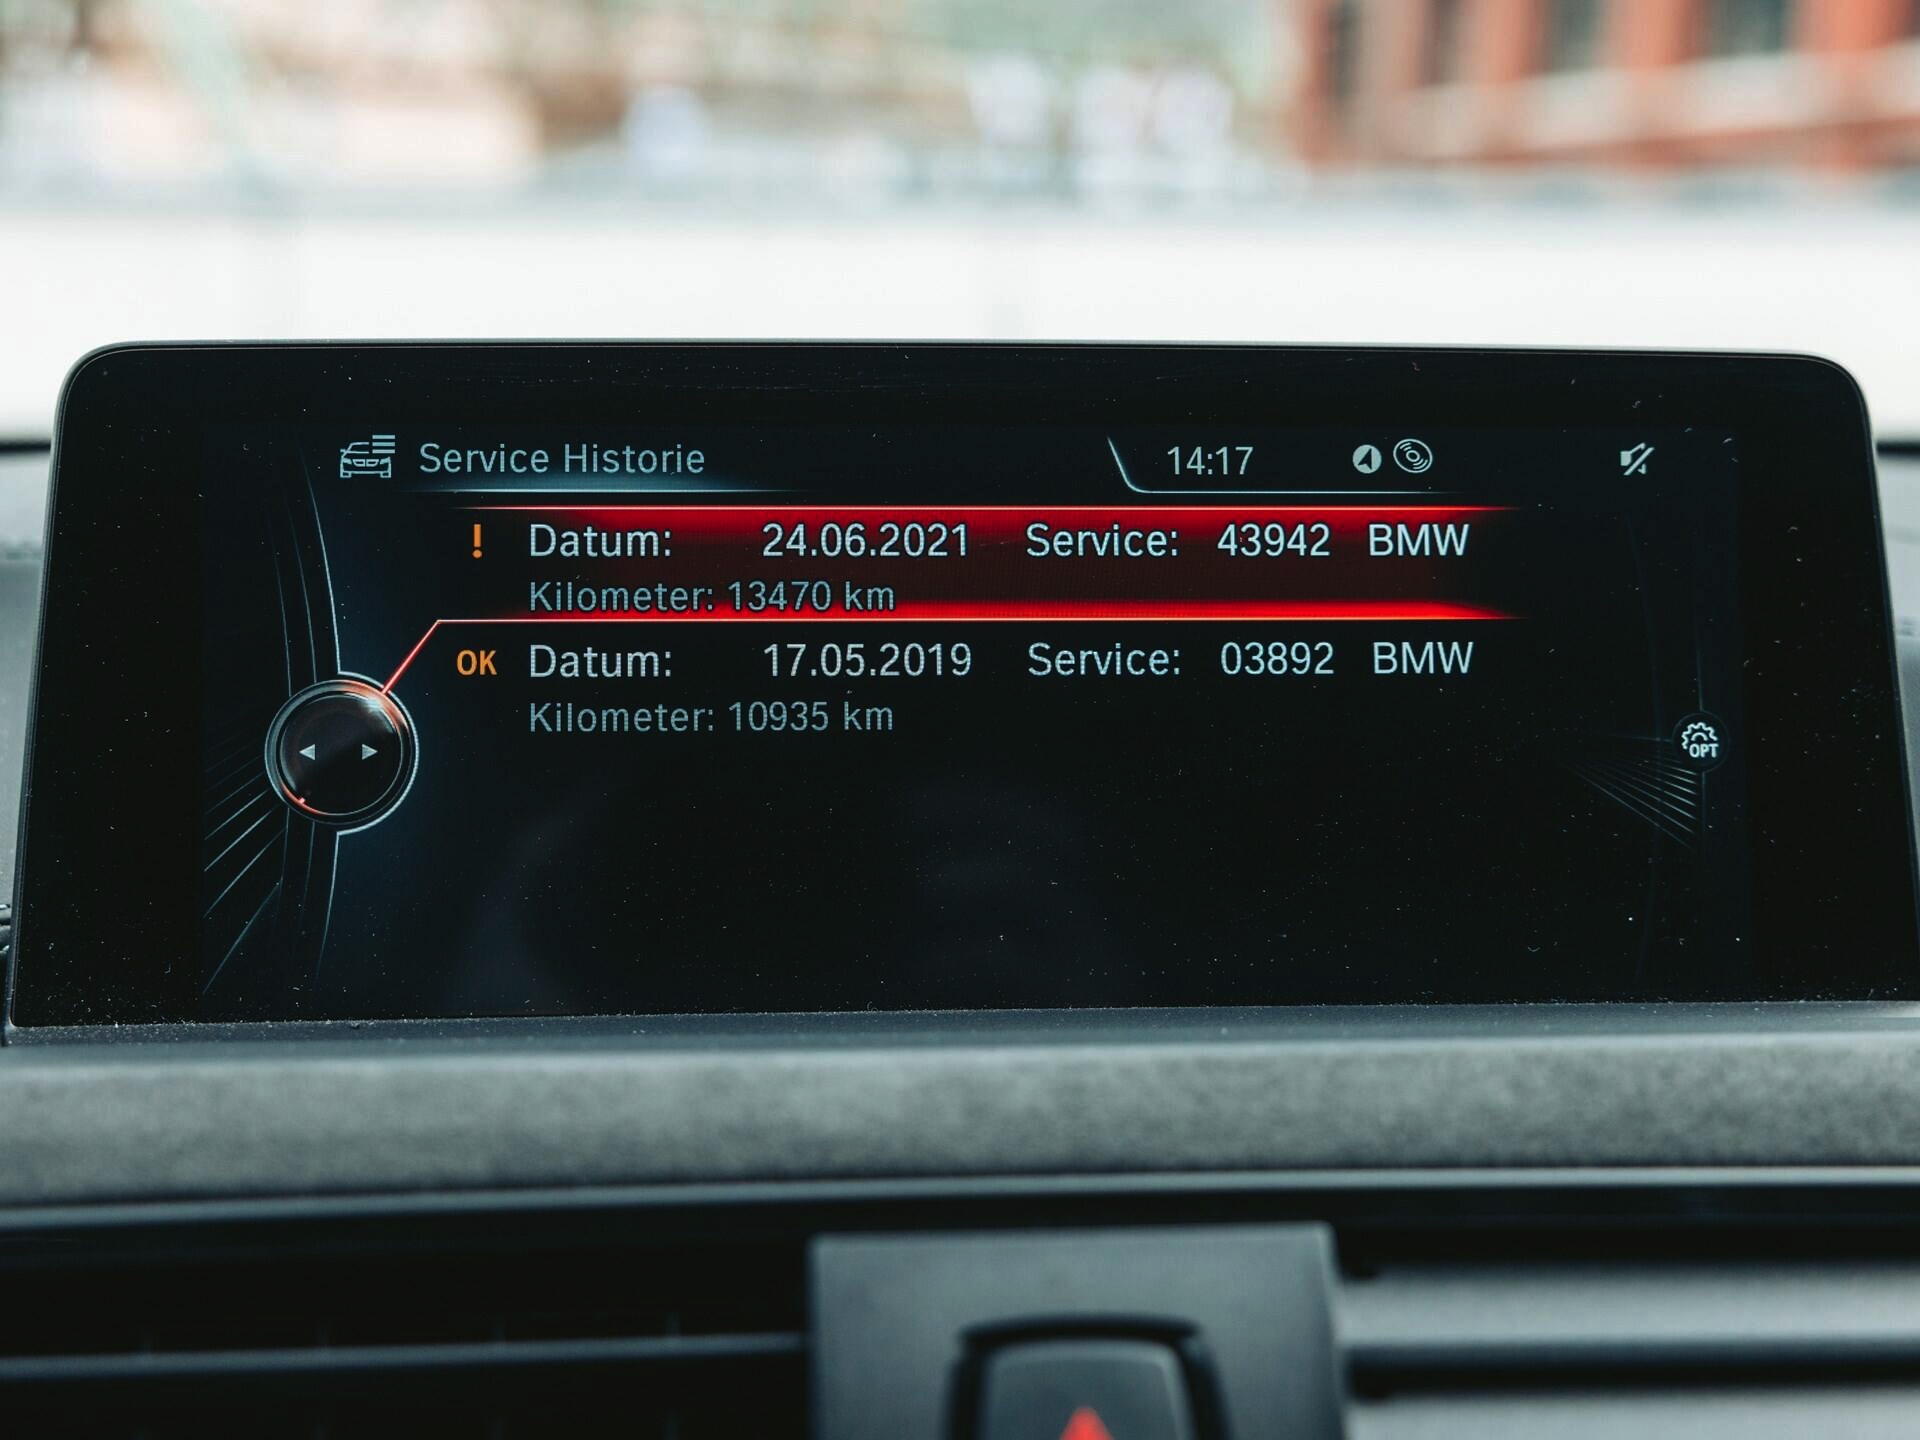 Service Historie 14:17
! Datum: 24.06.2021 Service: 43942 BMW
Kilometer: 13470 km
OK Datum: 17.05.2019 Service: 03892 BMW
Kilometer: 10935 km
OPT